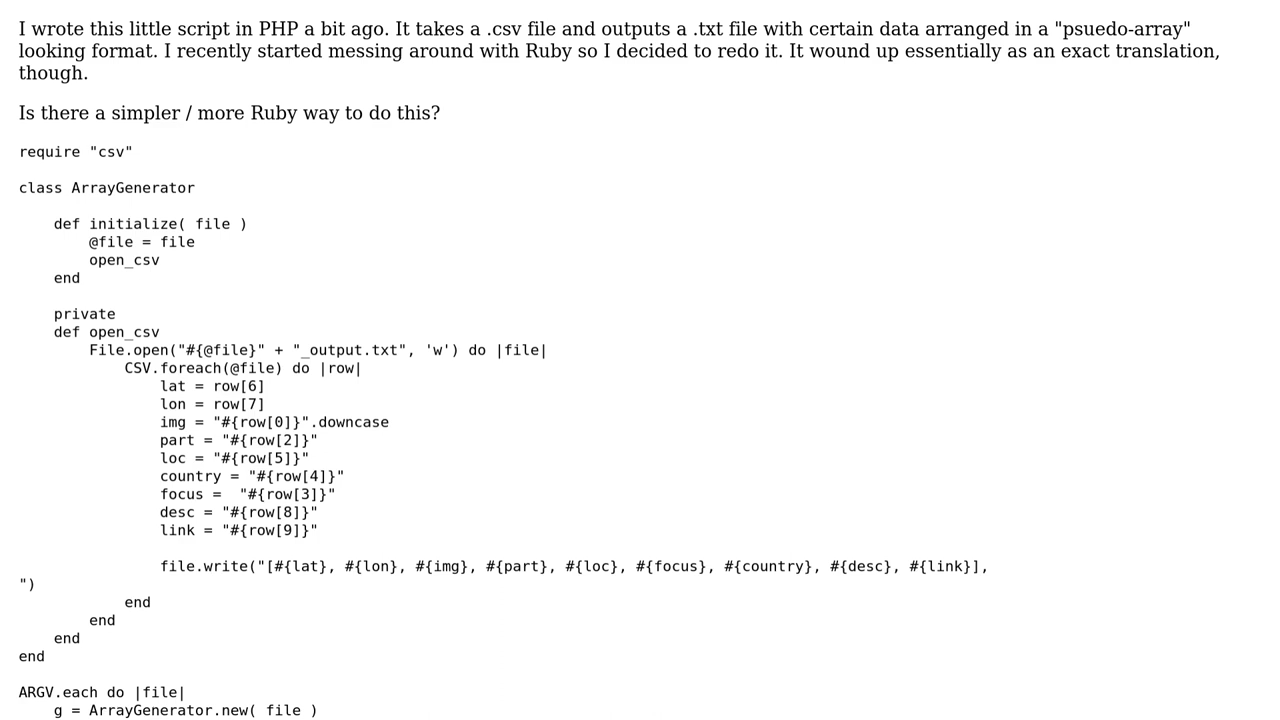 I wrote this little script in PHP a bit ago. It takes a .csv file and outputs a .txt file with certain data arranged in a "psuedo-array"
looking format. I recently started messing around with Ruby so I decided to redo it. It wound up essentially as an exact translation,
though.
Is there a simpler / more Ruby way to do this?
require "csv"
class ArrayGenerator
    def initialize( file )
        @file = file
        open_csv
    end
    private
    def open_csv
        File.open("#{@file}" + "_output.txt", 'w') do |file|
            CSV.foreach(@file) do |row|
                lat = row[6]
                lon = row[7]
                img = "#{row[0]}".downcase
                part = "#{row[2]}"
                loc = "#{row[5]}"
                country = "#{row[4]}"
                focus =  "#{row[3]}"
                desc = "#{row[8]}"
                link = "#{row[9]}"
                file.write("[#{lat}, #{lon}, #{img}, #{part}, #{loc}, #{focus}, #{country}, #{desc}, #{link}],
")
            end
        end
    end
end
ARGV.each do |file|
    g = ArrayGenerator.new( file )